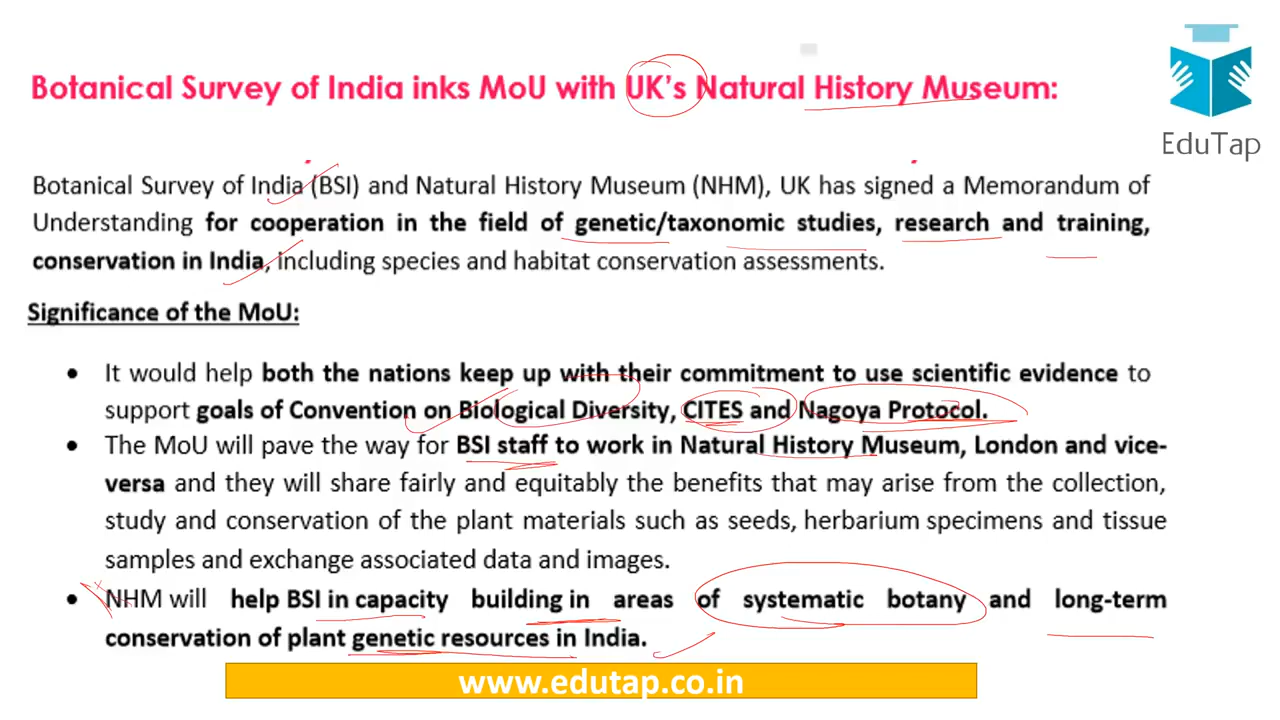 Botanical Survey of India inks MoU with UK's Natural History Museum:
EduTap
Botanical Survey of India (BSI) and Natural History Museum (NHM), UK has signed a Memorandum of
Understanding for cooperation in the field of genetic/taxonomic studies, research and training,
conservation in India, including species and habitat conservation assessments.
Significance of the MoU:
• It would help both the nations keep up with their commitment to use scientific evidence to
support goals of Convention on Biological Diversity, CITES and Nagoya Protocol.
• The MoU will pave the way for BSI staff to work in Natural History Museum, London and vice-
versa and they will share fairly and equitably the benefits that may arise from the collection,
study and conservation of the plant materials such as seeds, herbarium specimens and tissue
samples and exchange associated data and images.
• NHM will help BSI in capacity building in areas of systematic botany and long-term
conservation of plant genetic resources in India.
www.edutap.co.in